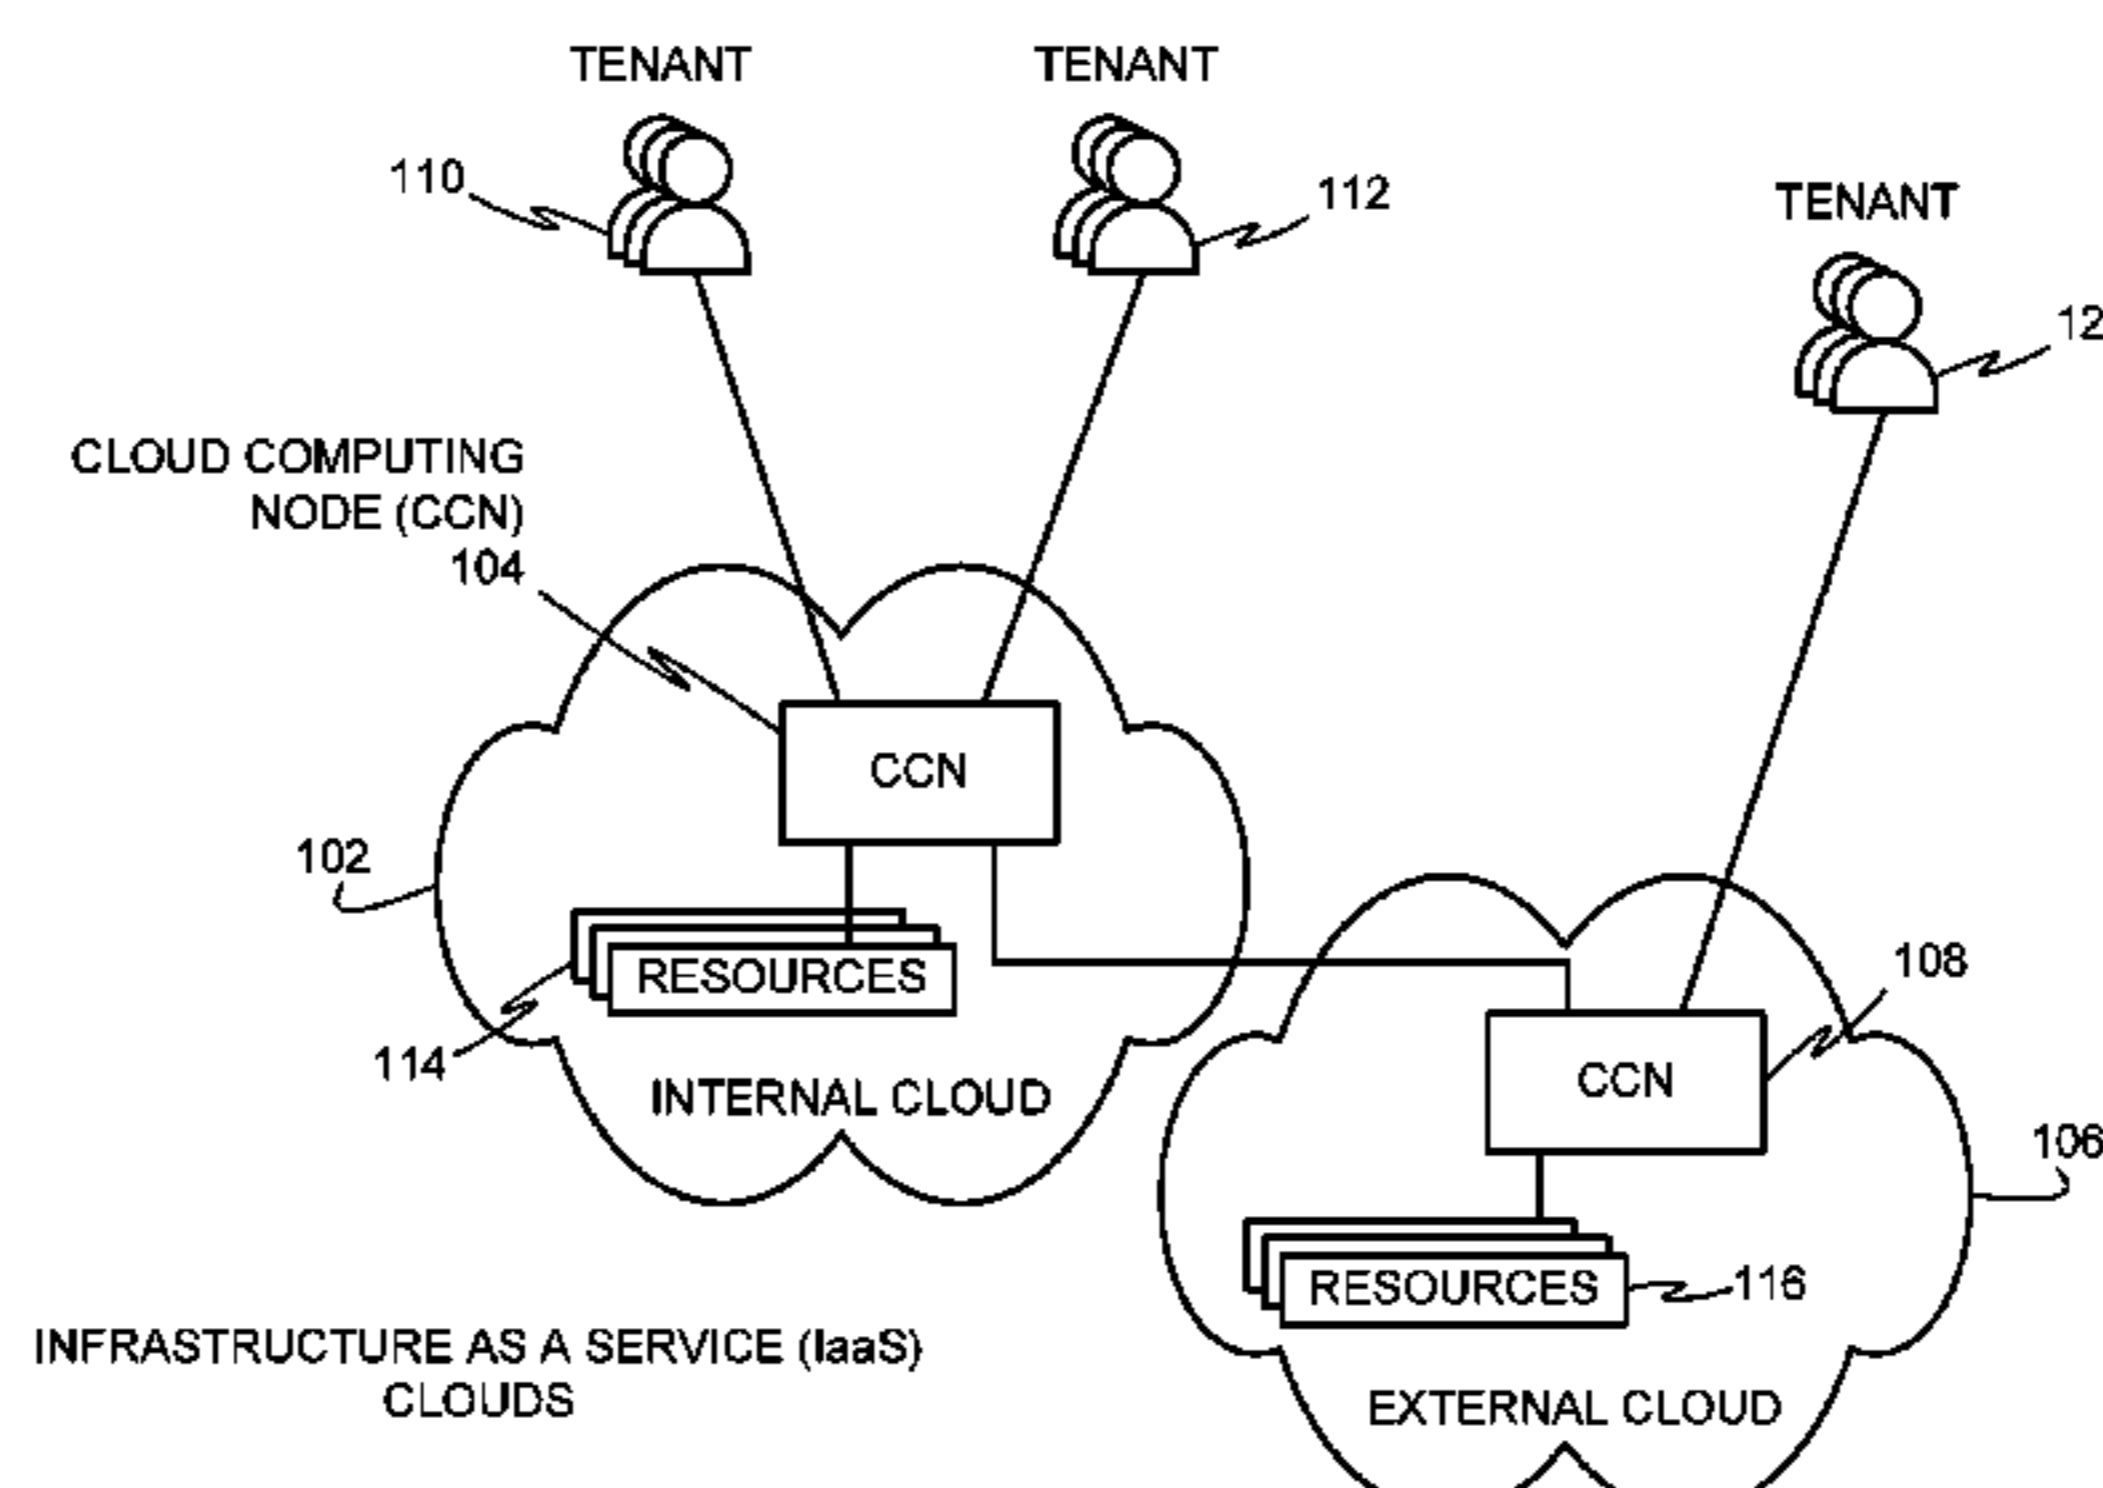 TENANT
TENANT
110
112
TENANT
12
CLOUD COMPUTING
NODE (CCN)
104
CCN
102
RESOURCES
108
114
CCN
INTERNAL CLOUD
106
RESOURCES
116
INFRASTRUCTURE AS A SERVICE (IaaS)
CLOUDS
EXTERNAL CLOUD